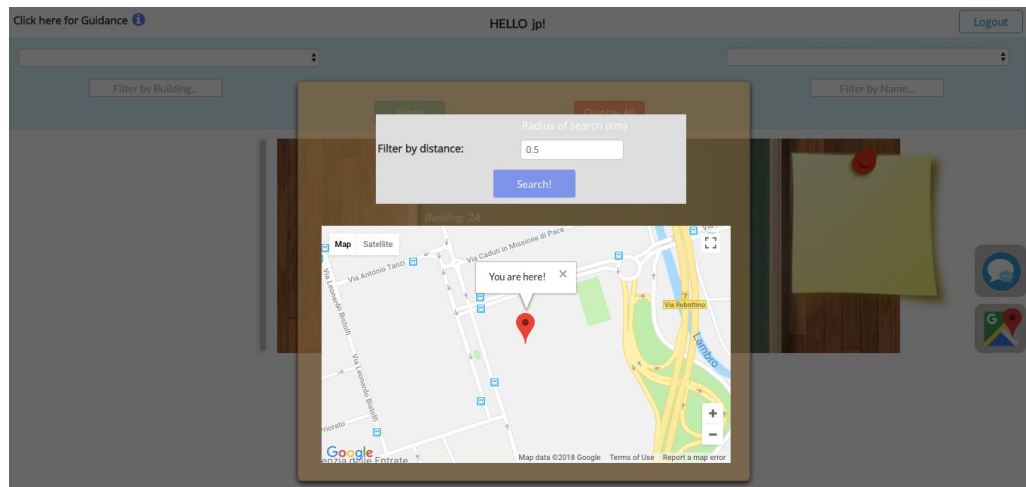 Click here for Guidance
HELLO jp!
Logout
Filter by Building...
Filter by Name...
Filter!
Display All
Radius of search (km)
Filter by distance:
0.5
Search!
Building: 2A
Map
Satellite
Via Caduti in Missione di Pace
Via Antonio Tanzi
You are here!
Via Leonardo Bistolfi
7
Via Rubattino
Lambro
Via Leonardo Bistolfi
Google
Map data ©2018 Google
Terms of Use
Report a map error